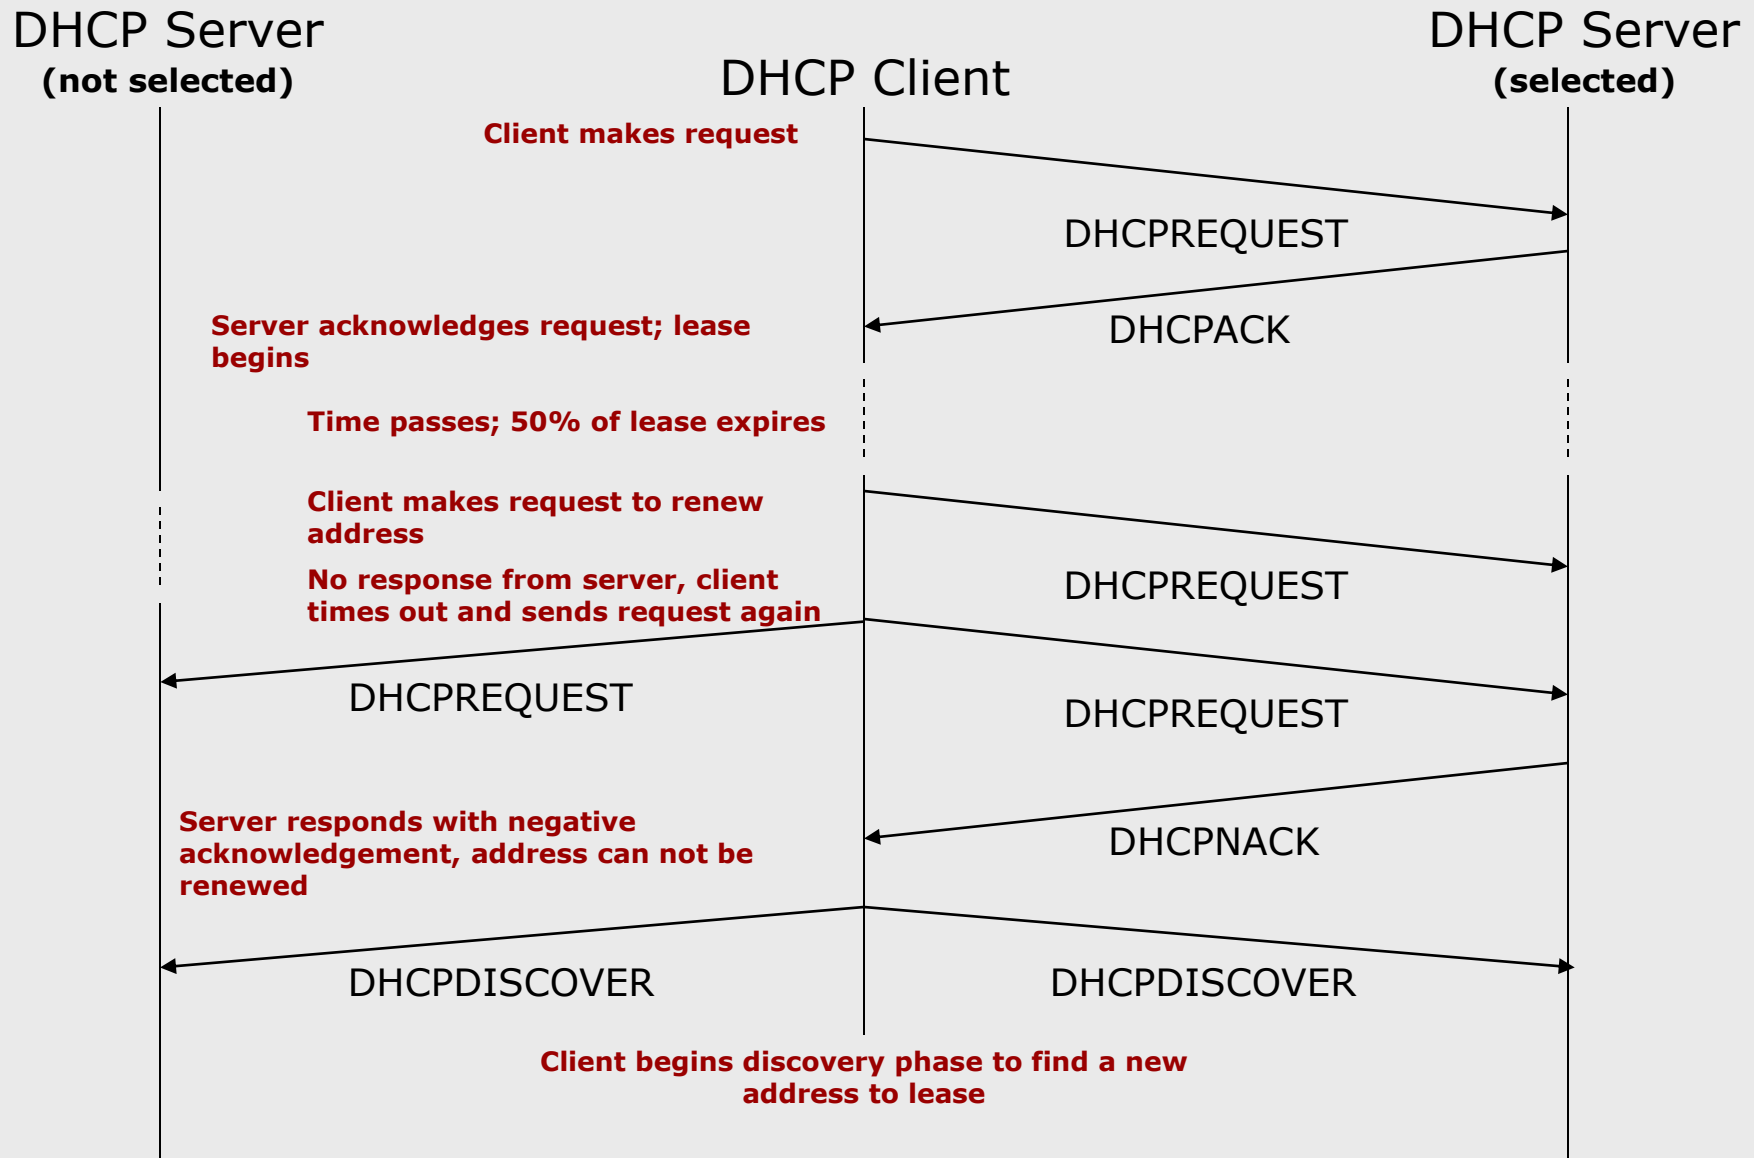 DHCP Server
(not selected)
DHCP Client
DHCP Server
(selected)
Client makes request
DHCPREQUEST
DHCPACK
Server acknowledges request; lease
begins
Time passes; 50% of lease expires
Client makes request to renew
address
DHCPREQUEST
No response from server, client
times out and sends request again
DHCPREQUEST
DHCPREQUEST
Server responds with negative
acknowledgement, address can not be
renewed
DHCPNACK
DHCPDISCOVER
DHCPDISCOVER
Client begins discovery phase to find a new
address to lease